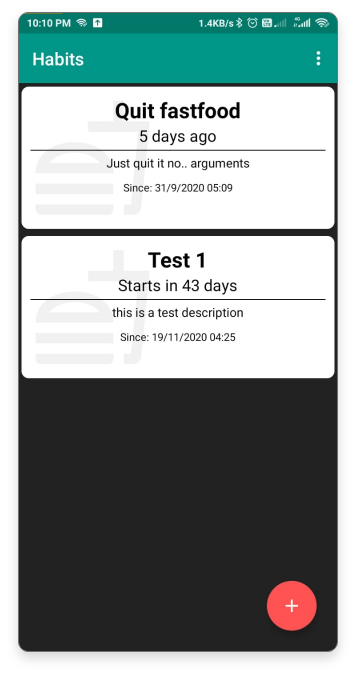 10:10 PM 1.4KB/s 4G
Habits
Quit fastfood
5 days ago
Just quit it no.. arguments
Since: 31/9/2020 05:09
Test 1
Starts in 43 days
this is a test description
Since: 19/11/2020 04:25
+